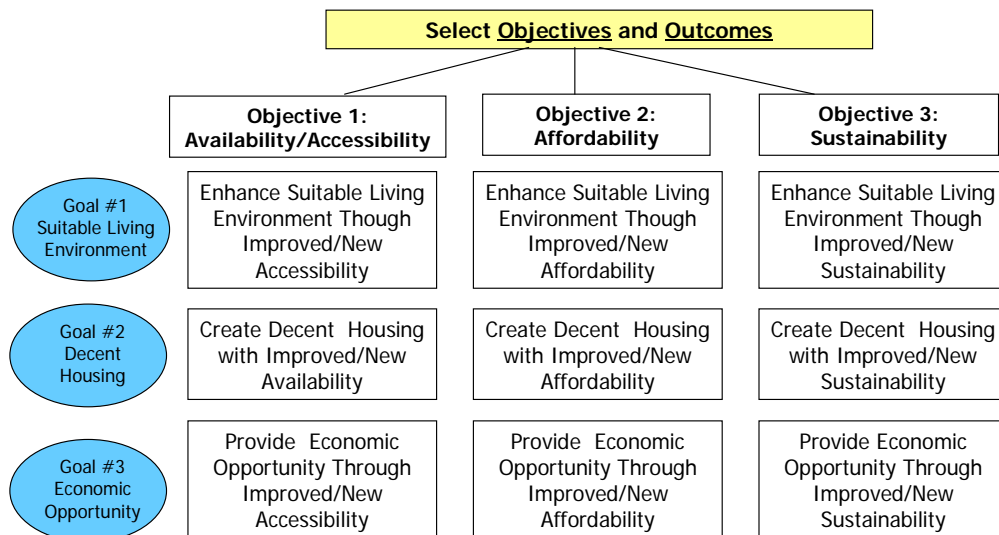 Select Objectives and Outcomes
Objective 1:
Availability/Accessibility
Objective 2:
Affordability
Objective 3:
Sustainability
Goal #1
Suitable Living
Environment
Enhance Suitable Living
Environment Though
Improved/New
Accessibility
Enhance Suitable Living
Environment Though
Improved/New
Affordability
Enhance Suitable Living
Environment Though
Improved/New
Sustainability
Goal #2
Decent
Housing
Create Decent Housing
with Improved/New
Availability
Create Decent Housing
with Improved/New
Affordability
Create Decent Housing
with Improved/New
Sustainability
Goal #3
Economic
Opportunity
Provide Economic
Opportunity Through
Improved/New
Accessibility
Provide Economic
Opportunity Through
Improved/New
Affordability
Provide Economic
Opportunity Through
Improved/New
Sustainability